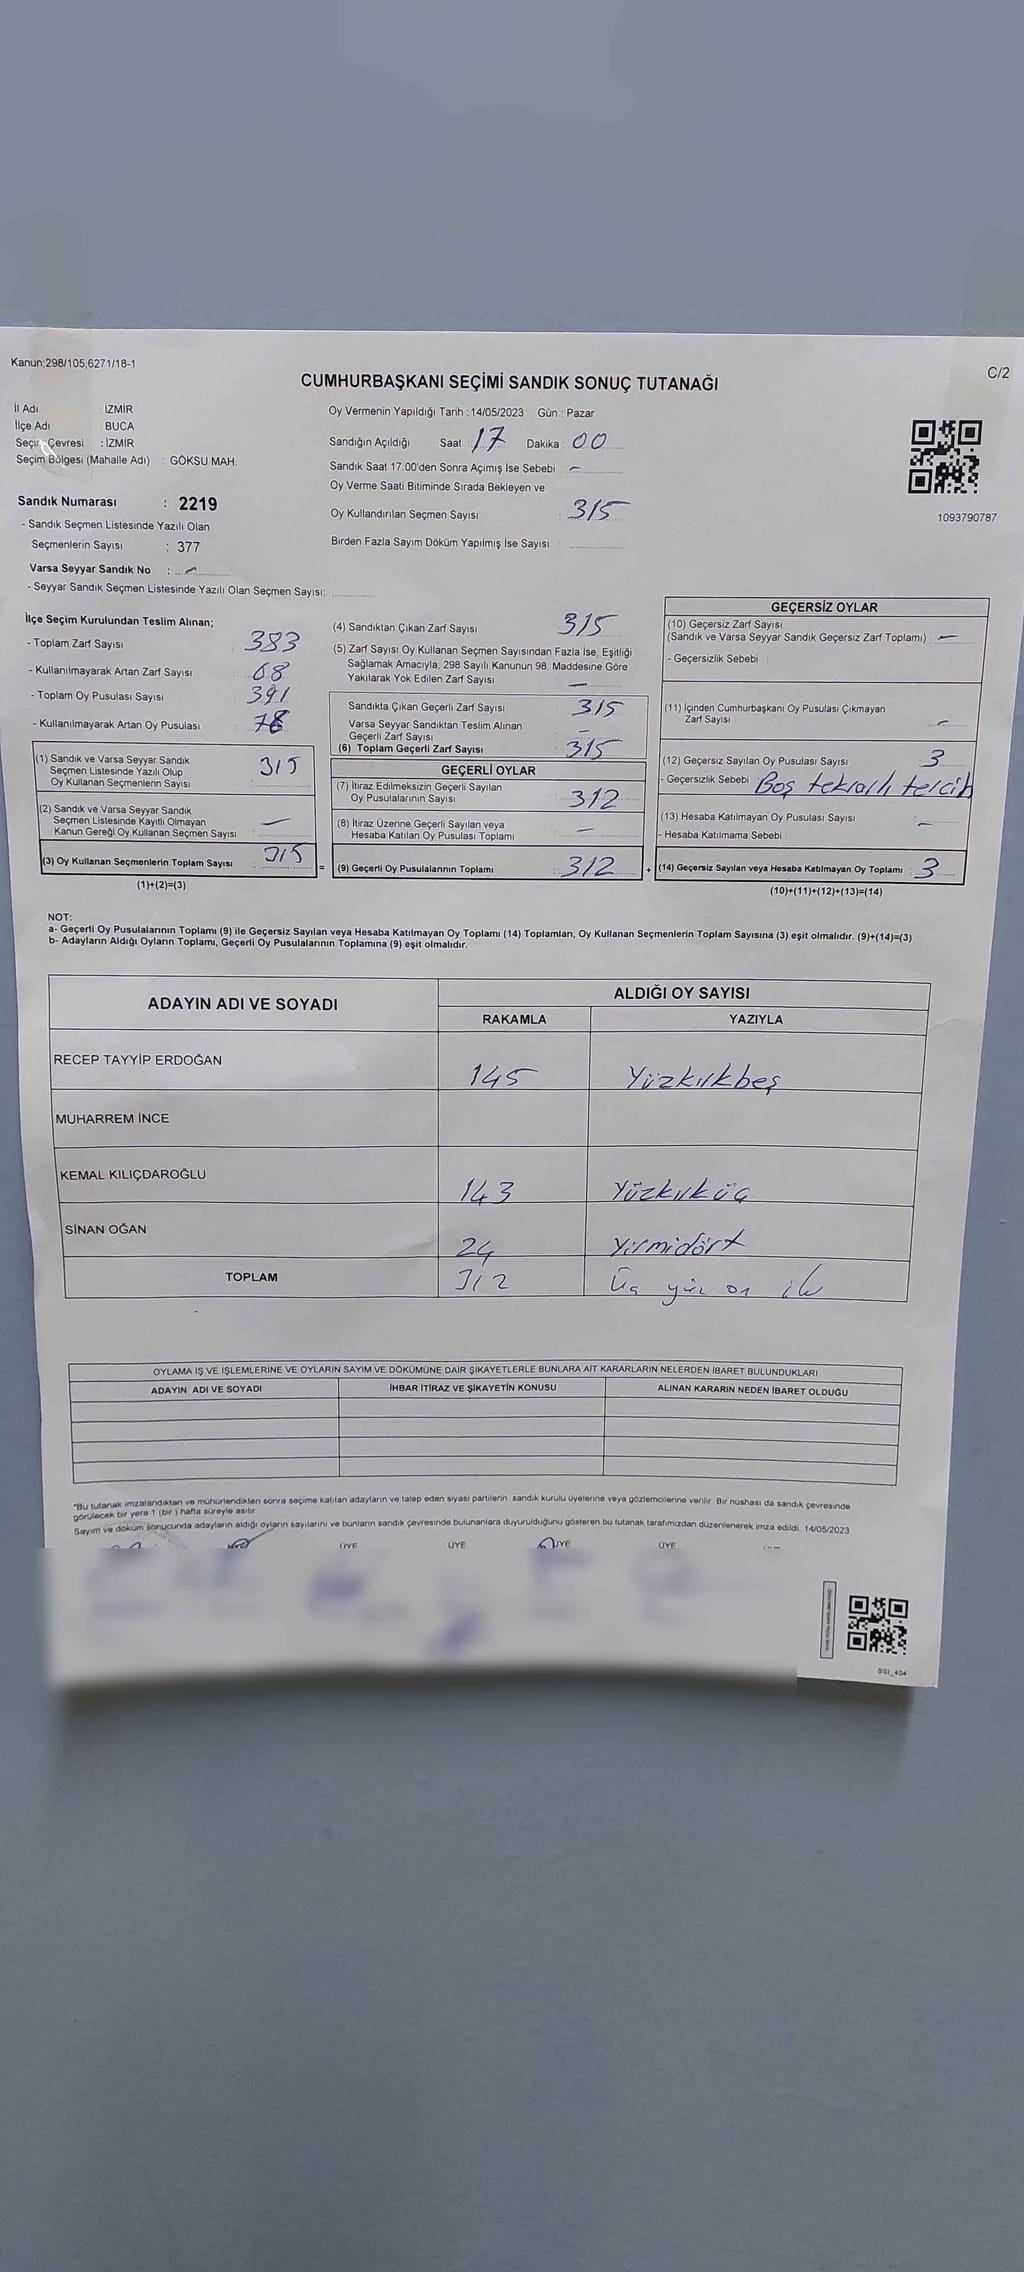 Kanun;298/105,6271/18-1
C/2
CUMHURBAŞKANI SEÇİMİ SANDIK SONUÇ TUTANAĞI
İl Adı : İZMİR
İlçe Adı : BUCA
Seçim Çevresi : İZMİR
Seçim Bölgesi (Mahalle Adı) : GÖKSU MAH.
Sandık Numarası : 2219
- Sandık Seçmen Listesinde Yazılı Olan
Seçmenlerin Sayısı : 377
Varsa Seyyar Sandık No : -
- Seyyar Sandık Seçmen Listesinde Yazılı Olan Seçmen Sayısı:
Oy Vermenin Yapıldığı Tarih : 14/05/2023 Gün : Pazar
Sandığın Açıldığı Saat 17 Dakika : 00
Sandık Saat 17:00'den Sonra Açımış İse Sebebi : -
Oy Verme Saati Bitiminde Sırada Bekleyen ve
Oy Kullandırılan Seçmen Sayısı : 315
Birden Fazla Sayım Döküm Yapılmış İse Sayısı
1093790787
İlçe Seçim Kurulundan Teslim Alınan;
- Toplam Zarf Sayısı : 383
- Kullanılmayarak Artan Zarf Sayısı : 68
- Toplam Oy Pusulası Sayısı : 391
- Kullanılmayarak Artan Oy Pusulası : 78
(1) Sandık ve Varsa Seyyar Sandık
Seçmen Listesinde Yazılı Olup
Oy Kullanan Seçmenlerin Sayısı : 315
(2) Sandık ve Varsa Seyyar Sandık
Seçmen Listesinde Kayıtlı Olmayan
Kanun Gereği Oy Kullanan Seçmen Sayısı : -
(3) Oy Kullanan Seçmenlerin Toplam Sayısı : 315 =
(1)+(2)=(3)
(4) Sandıktan Çıkan Zarf Sayısı : 315
(5) Zarf Sayısı Oy Kullanan Seçmen Sayısından Fazla İse, Eşitliği
Sağlamak Amacıyla; 298 Sayılı Kanunun 98. Maddesine Göre
Yakılarak Yok Edilen Zarf Sayısı -
Sandıkta Çıkan Geçerli Zarf Sayısı 315
Varsa Seyyar Sandıktan Teslim Alınan
Geçerli Zarf Sayısı -
(6) Toplam Geçerli Zarf Sayısı 315
GEÇERLİ OYLAR
(7) İtiraz Edilmeksizin Geçerli Sayılan
Oy Pusulalarının Sayısı 312
(8) İtiraz Üzerine Geçerli Sayılan veya
Hesaba Katılan Oy Pusulası Toplamı : -
(9) Geçerli Oy Pusulalarının Toplamı : 312 +
GEÇERSİZ OYLAR
(10) Geçersiz Zarf Sayısı
(Sandık ve Varsa Seyyar Sandık Geçersiz Zarf Toplamı) : -
- Geçersizlik Sebebi :
(11) İçinden Cumhurbaşkanı Oy Pusulası Çıkmayan
Zarf Sayısı : -
(12) Geçersiz Sayılan Oy Pusulası Sayısı : 3
- Geçersizlik Sebebi : Boş tekrarlı tercih
(13) Hesaba Katılmayan Oy Pusulası Sayısı : -
- Hesaba Katılmama Sebebi :
(14) Geçersiz Sayılan veya Hesaba Katılmayan Oy Toplamı : 3
(10)+(11)+(12)+(13)=(14)
NOT:
a- Geçerli Oy Pusulalarının Toplamı (9) ile Geçersiz Sayılan veya Hesaba Katılmayan Oy Toplamı (14) Toplamları, Oy Kullanan Seçmenlerin Toplam Sayısına (3) eşit olmalıdır. (9)+(14)=(3)
b- Adayların Aldığı Oyların Toplamı, Geçerli Oy Pusulalarının Toplamına (9) eşit olmalıdır.
ADAYIN ADI VE SOYADI ALDIĞI OY SAYISI
RAKAMLA YAZIYLA
RECEP TAYYİP ERDOĞAN 145 Yüzkırkbeş
MUHARREM İNCE
KEMAL KILIÇDAROĞLU 143 Yüzkırküç
SİNAN OĞAN 24 Yirmidört
TOPLAM 312 Üç yüz on iki
OYLAMA İŞ VE İŞLEMLERİNE VE OYLARIN SAYIM VE DÖKÜMÜNE DAİR ŞİKAYETLERLE BUNLARA AİT KARARLARIN NELERDEN İBARET BULUNDUKLARI
ADAYIN ADI VE SOYADI İHBAR İTİRAZ VE ŞİKAYETİN KONUSU ALINAN KARARIN NEDEN İBARET OLDUĞU
*Bu tutanak imzalandıktan ve mühürlendikten sonra seçime katılan adayların ve talep eden siyasi partilerin sandık kurulu üyelerine veya gözlemcilerine verilir. Bir nüshası da sandık çevresinde
görülecek bir yere 1 (bir ) hafta süreyle asılır.
Sayım ve döküm sonucunda adayların aldığı oyların sayılarını ve bunların sandık çevresinde bulunanlara duyurulduğunu gösteren bu tutanak tarafımızdan düzenlenerek imza edildi. 14/05/2023
ÜYE ÜYE ÜYE ÜYE
SSI_454